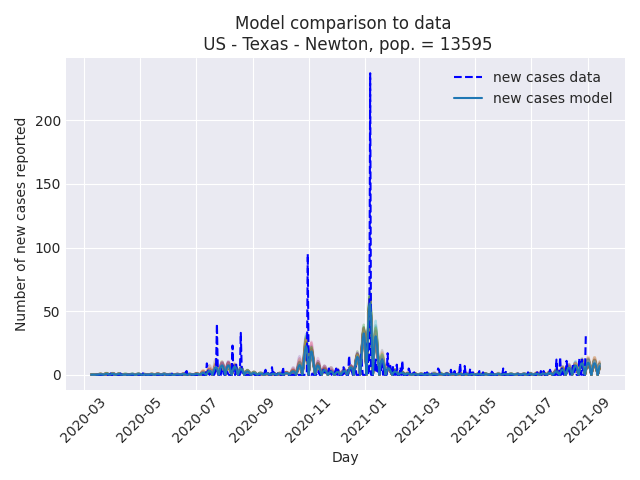 Model comparison to data
US - Texas - Newton, pop. = 13595
new cases data
new cases model
Number of new cases reported
200
150
100
50
0
2020-03
2020-05
2020-07
2020-09
2020-11
2021-01
2021-03
2021-05
2021-07
2021-09
Day